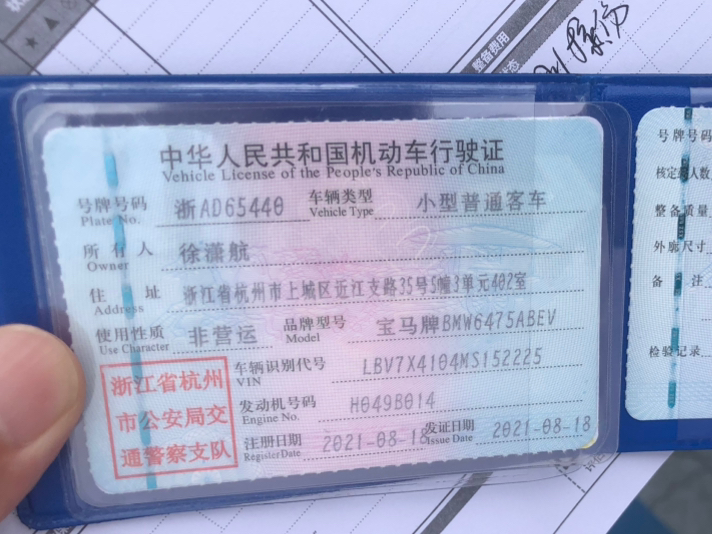 整备费用
状态
中华人民共和国机动车行驶证
Vehicle License of the People's Republic of China
号牌号码 浙AD65440 车辆类型 小型普通客车
Plate No. Vehicle Type
所有人 徐潇航
Owner
住址 浙江省杭州市上城区近江支路35号5幢3单元402室
Address
使用性质 非营运 品牌型号 宝马牌BMW6475ABEV
Use Character Model
浙江省杭州
市公安局交
通警察支队
车辆识别代号 LBV7X4104MS152225
VIN
发动机号码 H049B014
Engine No.
注册日期 2021-08-18 发证日期 2021-08-18
Register Date Issue Date
号牌号码
核定载人数
整备质量
外廓尺寸
备注
检验记录